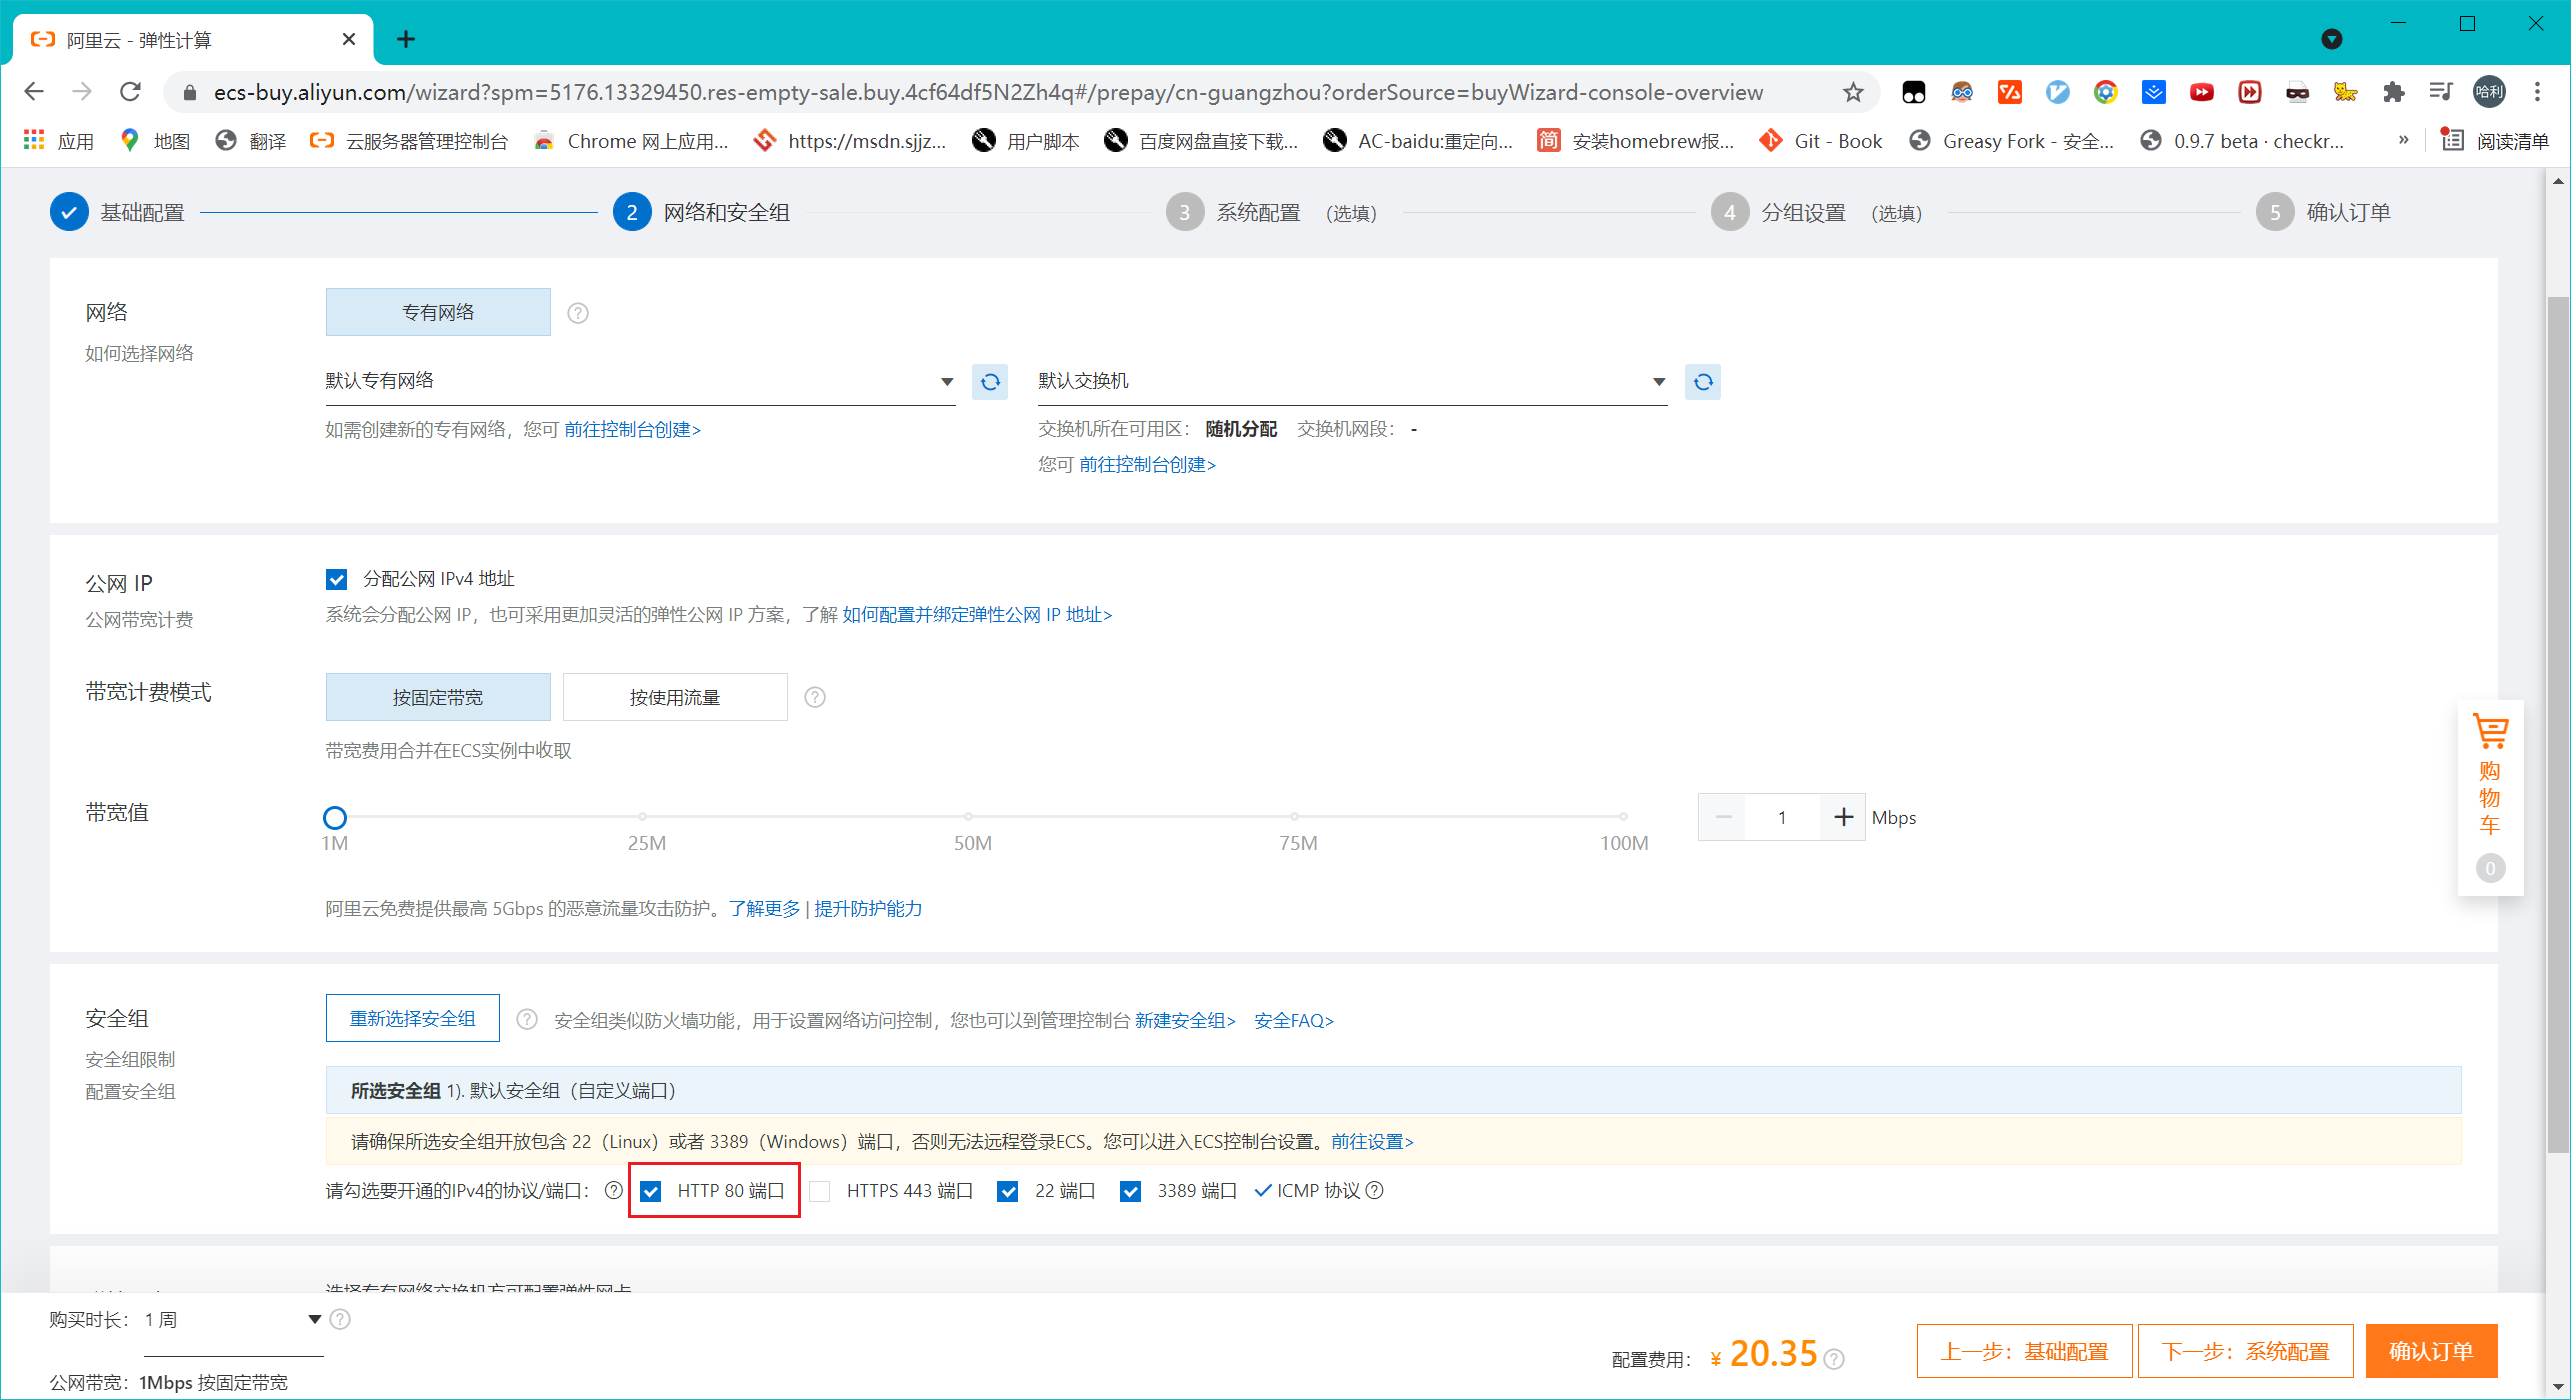 阿里云 - 弹性计算
ecs-buy.aliyun.com/wizard?spm=5176.13329450.res-empty-sale.buy.4cf64df5N2Zh4q#/prepay/cn-guangzhou?orderSource=buyWizard-console-overview
哈利
应用 地图 翻译 云服务器管理控制台 Chrome 网上应用... https://msdn.sjjz... 用户脚本 百度网盘直接下载... AC-baidu:重定向... 简 安装homebrew报... Git - Book Greasy Fork - 安全... 0.9.7 beta · checkr... » 阅读清单
基础配置 2 网络和安全组 3 系统配置 (选填) 4 分组设置 (选填) 5 确认订单
网络 专有网络
如何选择网络
默认专有网络 默认交换机
如需创建新的专有网络，您可 前往控制台创建> 交换机所在可用区： 随机分配 交换机网段： -
您可 前往控制台创建>
公网 IP 分配公网 IPv4 地址
公网带宽计费 系统会分配公网 IP，也可采用更加灵活的弹性公网 IP 方案，了解 如何配置并绑定弹性公网 IP 地址>
带宽计费模式 按固定带宽 按使用流量
带宽费用合并在ECS实例中收取
带宽值 1 Mbps
1M 25M 50M 75M 100M
阿里云免费提供最高 5Gbps 的恶意流量攻击防护。了解更多 | 提升防护能力
购物车
0
安全组 重新选择安全组 安全组类似防火墙功能，用于设置网络访问控制，您也可以到管理控制台 新建安全组> 安全FAQ>
安全组限制
配置安全组
所选安全组 1). 默认安全组（自定义端口）
请确保所选安全组开放包含 22（Linux）或者 3389（Windows）端口，否则无法远程登录ECS。您可以进入ECS控制台设置。前往设置>
请勾选要开通的IPv4的协议/端口： HTTP 80 端口 HTTPS 443 端口 22 端口 3389 端口 ICMP 协议
选择专有网络交换机方可配置弹性网卡
购买时长： 1 周
配置费用： ¥ 20.35 上一步：基础配置 下一步：系统配置 确认订单
公网带宽：1Mbps 按固定带宽